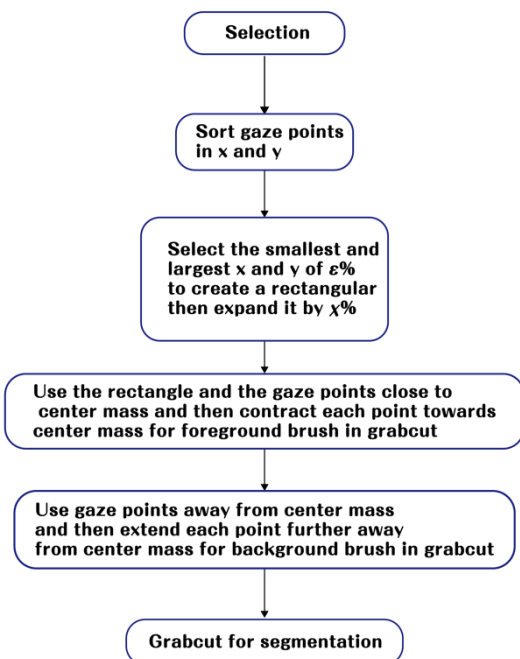 Selection
Sort gaze points
in x and y
Select the smallest and
largest x and y of ε%
to create a rectangular
then expand it by χ%
Use the rectangle and the gaze points close to
center mass and then contract each point towards
center mass for foreground brush in grabcut
Use gaze points away from center mass
and then extend each point further away
from center mass for background brush in grabcut
Grabcut for segmentation